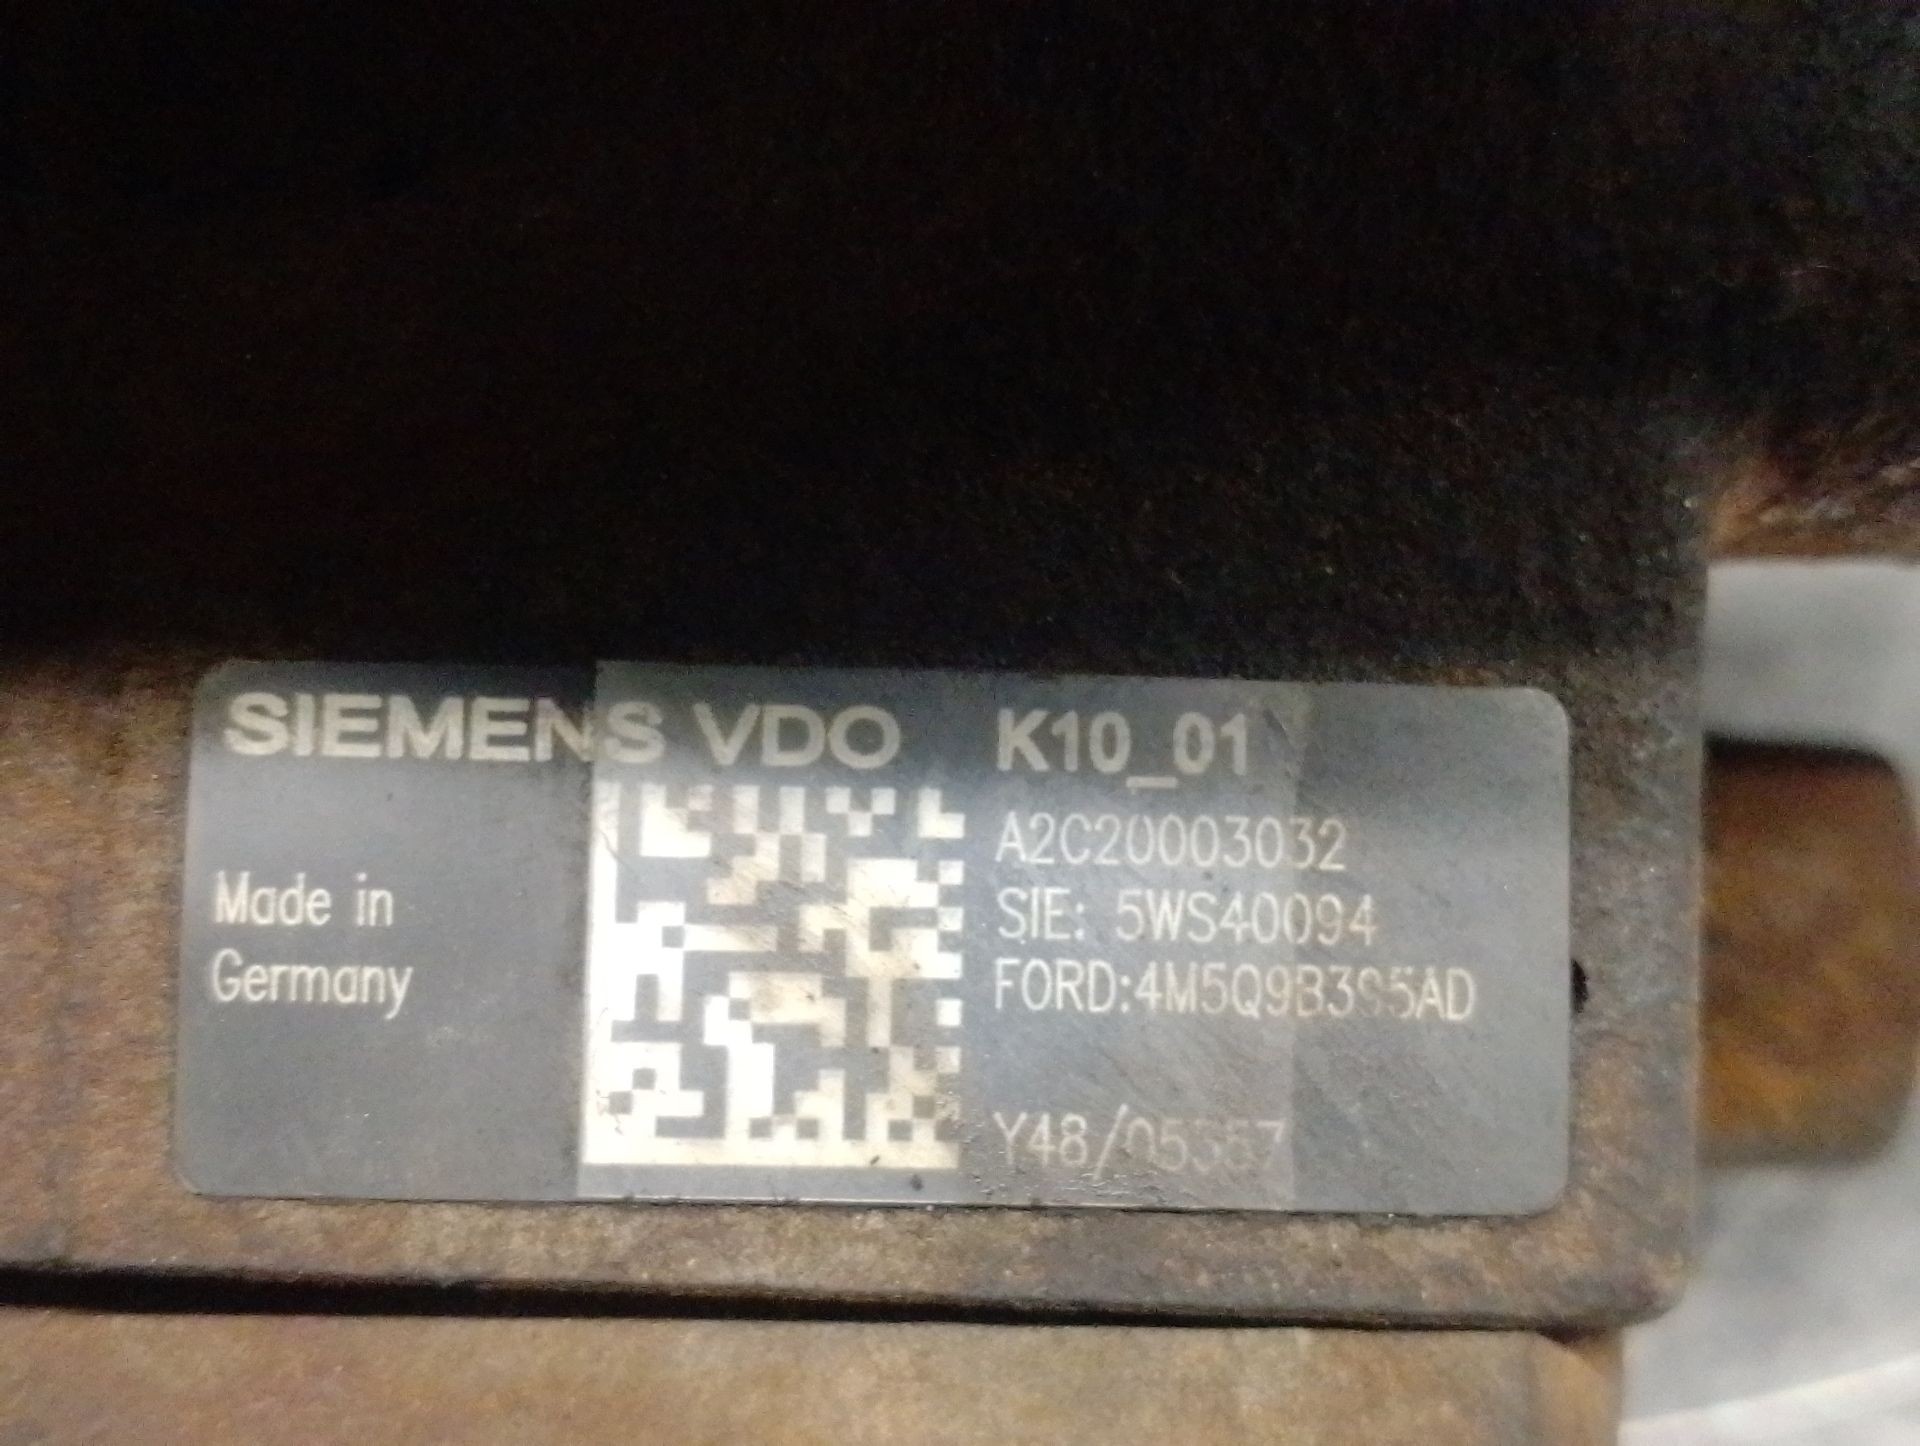 SIEMENS VDO K10_01
A2C20003032
Made in
Germany
SIE: 5WS40094
FORD:4M5Q9B395AD